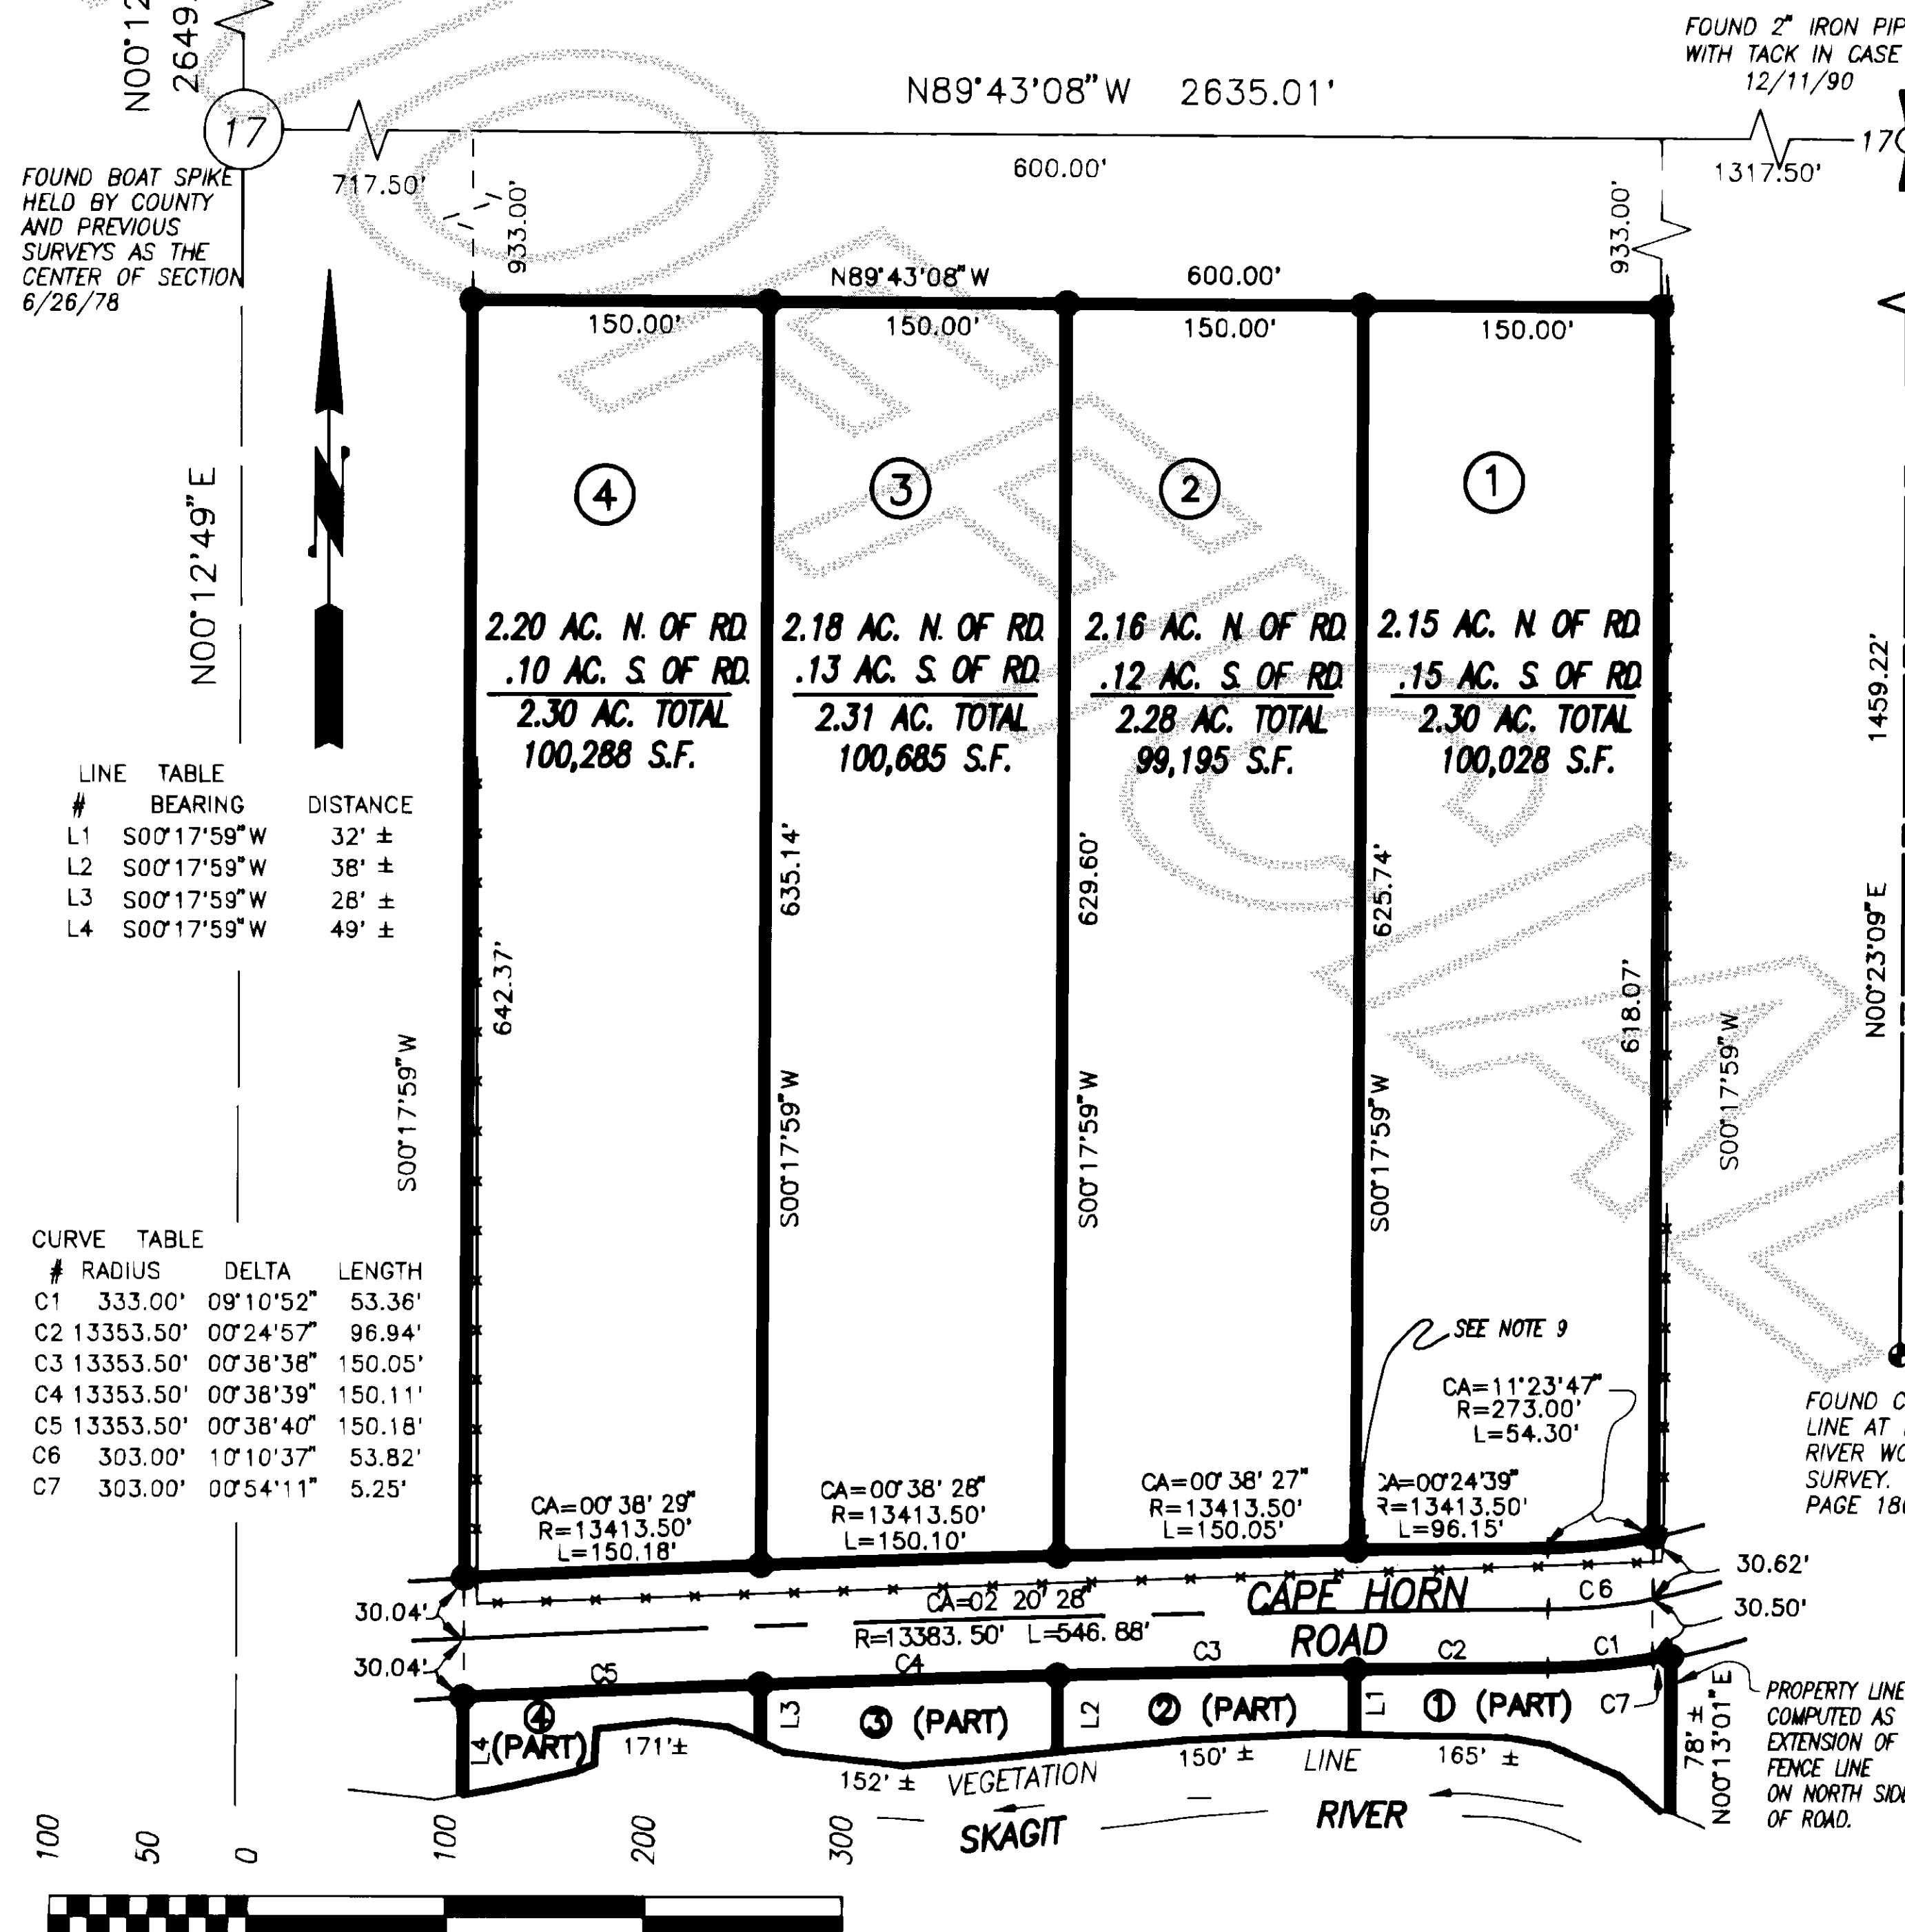 N00°12
2649.
FOUND 2" IRON PIP
WITH TACK IN CASE
12/11/90
N89°43'08"W 2635.01'
17
17
FOUND BOAT SPIKE
HELD BY COUNTY
AND PREVIOUS
SURVEYS AS THE
CENTER OF SECTION
6/26/78
717.50'
600.00'
1317.50'
933.00'
933.00'
N89°43'08"W 600.00'
150.00'
150.00'
150.00'
150.00'
N
4
3
2
1
N00°12'49"E
2.20 AC. N. OF RD.
.10 AC. S. OF RD.
2.30 AC. TOTAL
100,288 S.F.
2.18 AC. N. OF RD.
.13 AC. S. OF RD.
2.31 AC. TOTAL
100,685 S.F.
2.16 AC. N. OF RD.
.12 AC. S. OF RD.
2.28 AC. TOTAL
99,195 S.F.
2.15 AC. N. OF RD.
.15 AC. S. OF RD.
2.30 AC. TOTAL
100,028 S.F.
1459.22'
N00°23'09"E
LINE TABLE
# BEARING DISTANCE
L1 S00°17'59"W 32' ±
L2 S00°17'59"W 38' ±
L3 S00°17'59"W 28' ±
L4 S00°17'59"W 49' ±
642.37'
635.14'
629.60'
625.74'
618.07'
S00°17'59"W
S00°17'59"W
S00°17'59"W
S00°17'59"W
S00°17'59"W
CURVE TABLE
# RADIUS DELTA LENGTH
C1 333.00' 09°10'52" 53.36'
C2 13353.50' 00°24'57" 96.94'
C3 13353.50' 00°38'38" 150.05'
C4 13353.50' 00°38'39" 150.11'
C5 13353.50' 00°38'40" 150.18'
C6 303.00' 10°10'37" 53.82'
C7 303.00' 00°54'11" 5.25'
SEE NOTE 9
CA=11°23'47"
R=273.00'
L=54.30'
CA=00°38'29"
R=13413.50'
L=150.18'
CA=00°38'28"
R=13413.50'
L=150.10'
CA=00°38'27"
R=13413.50'
L=150.05'
CA=00°24'39"
R=13413.50'
L=96.15'
FOUND C
LINE AT
RIVER WO
SURVEY.
PAGE 18
30.04'
30.04'
CA=02 20' 28"
R=13383.50' L=546.88'
CAPE HORN
ROAD
C6
30.62'
30.50'
C5
C4
C3
C2
C1
C7
L4
4
(PART)
L3
3 (PART)
L2
2 (PART)
L1
1 (PART)
171'±
152' ±
150' ±
165' ±
VEGETATION LINE
SKAGIT RIVER
78' ±
N00°13'01"E
PROPERTY LINE
COMPUTED AS
EXTENSION OF
FENCE LINE
ON NORTH SIDE
OF ROAD.
100 50 0 100 200 300